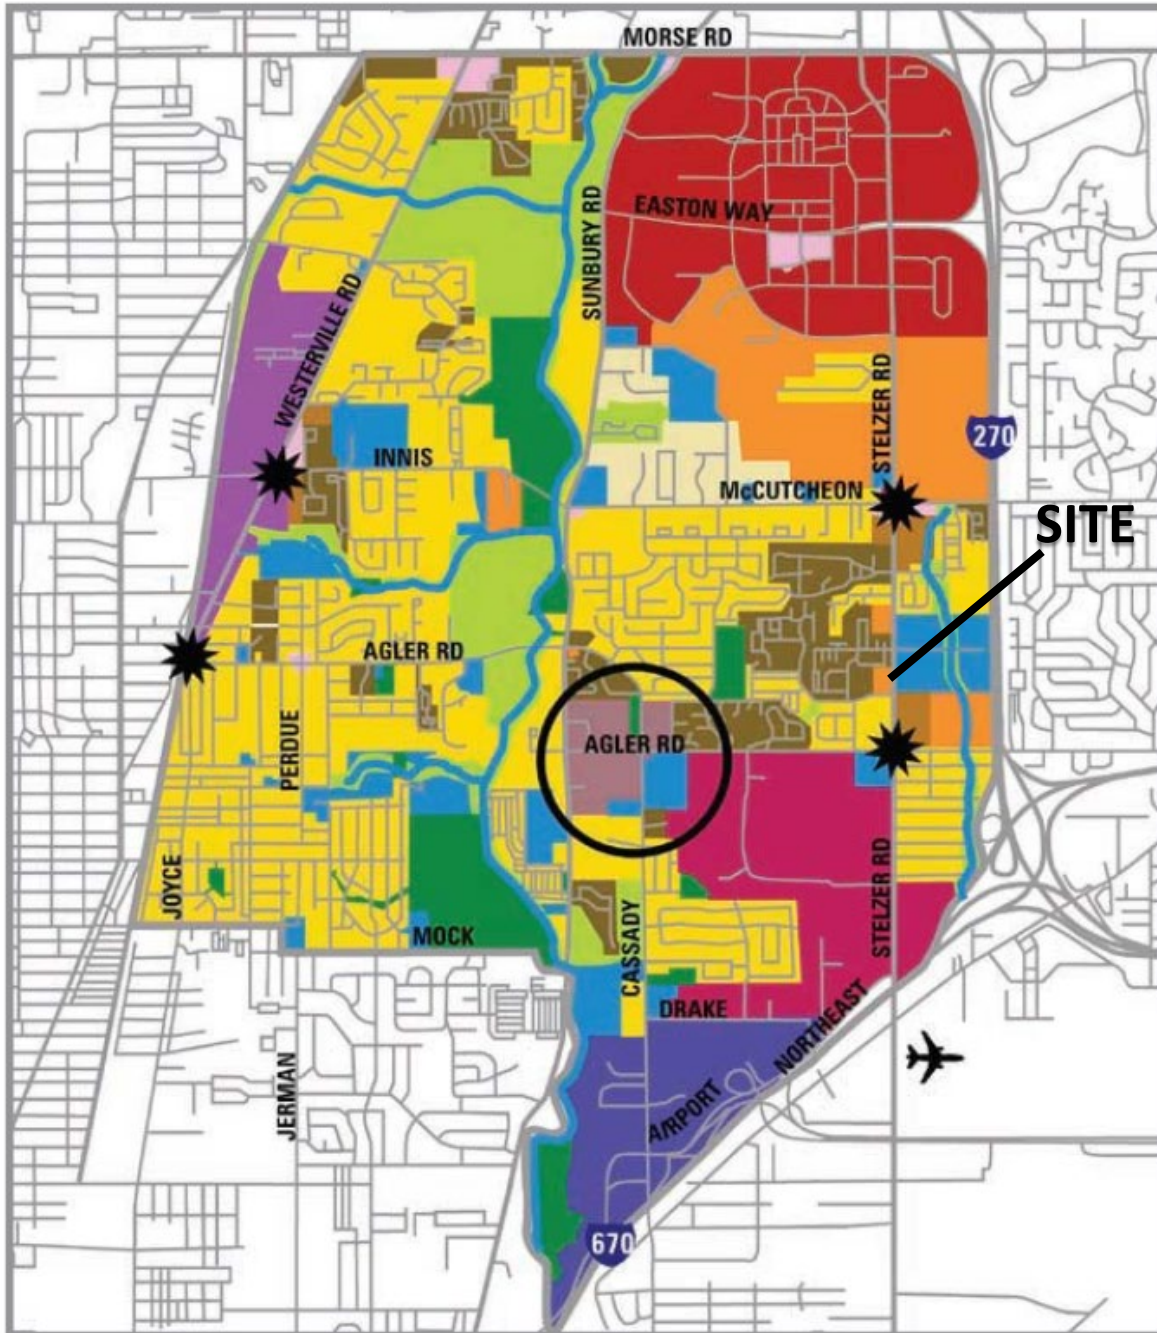 MORSE RD
EASTON WAY
SUNBURY RD
WESTERVILLE RD
STELZER RD
270
INNIS
McCUTCHEON
SITE
AGLER RD
PERDUE
AGLER RD
JOYCE
STELZER RD
MOCK
CASSADY
DRAKE
NORTHEAST
JERMAN
AIRPORT
670